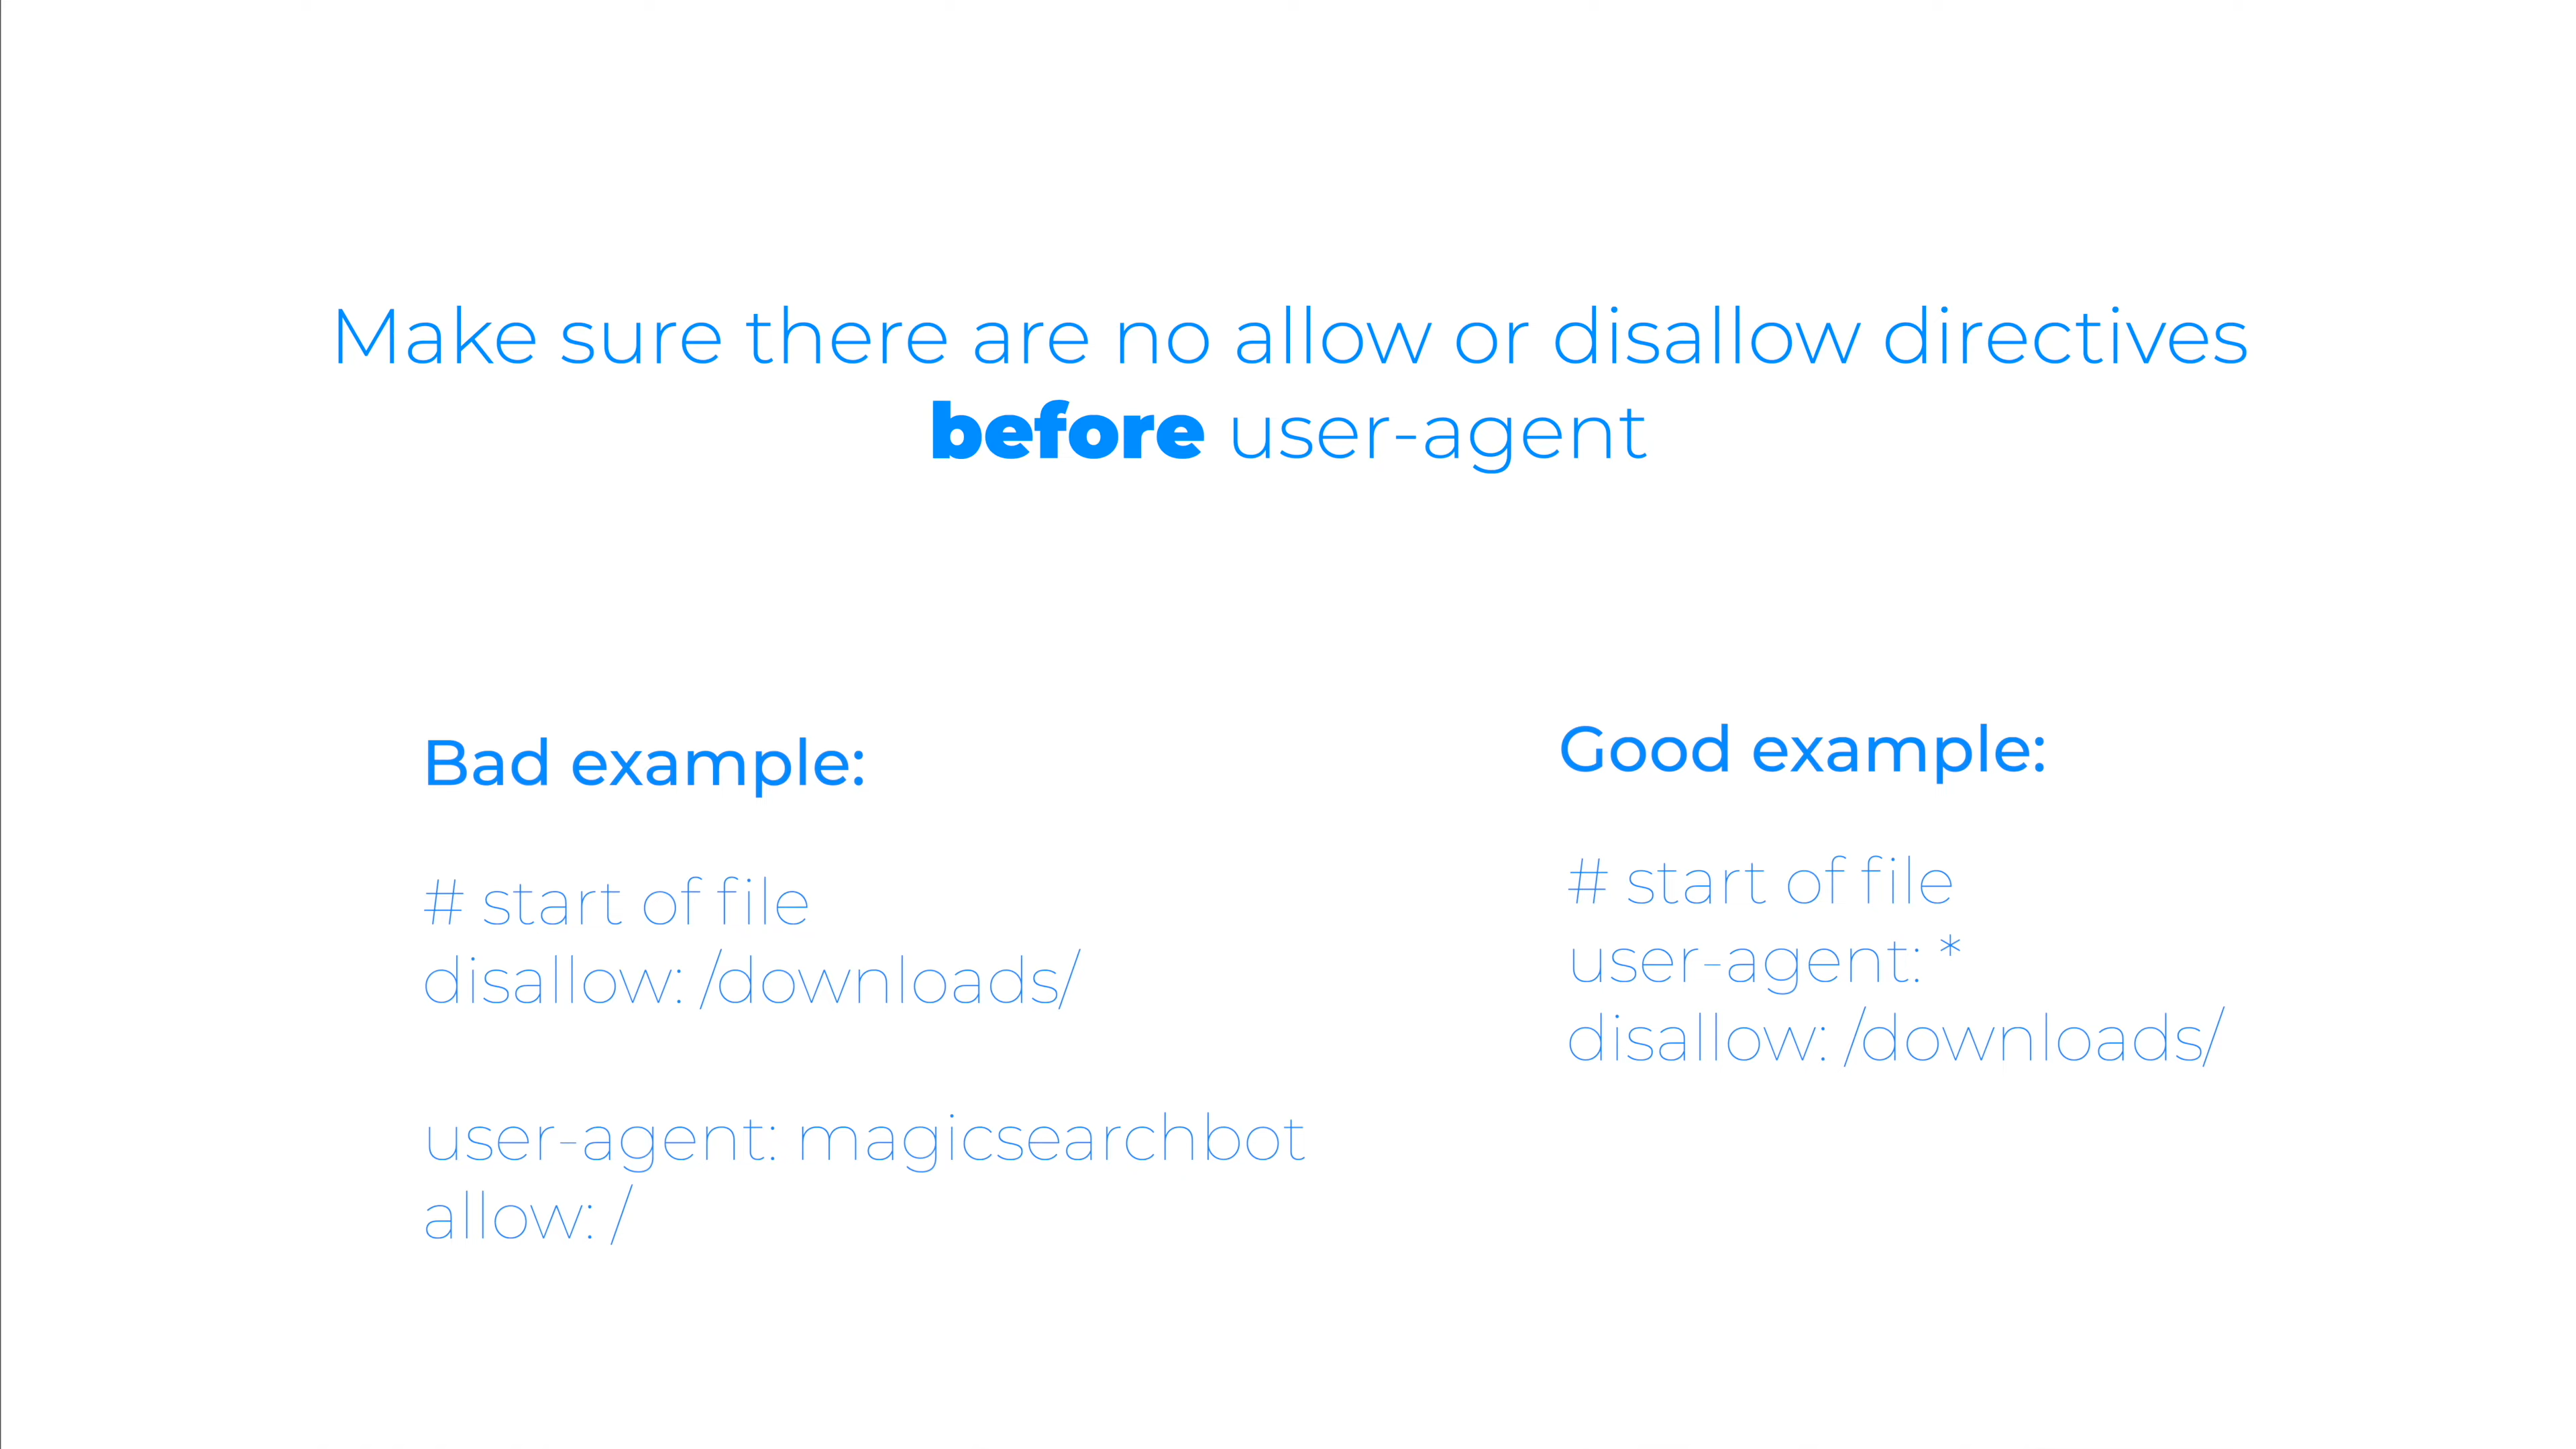 Make sure there are no allow or disallow directives
before user-agent
Bad example:
# start of file
disallow: /downloads/
user-agent: magicsearchbot
allow: /
Good example:
# start of file
user-agent: *
disallow: /downloads/